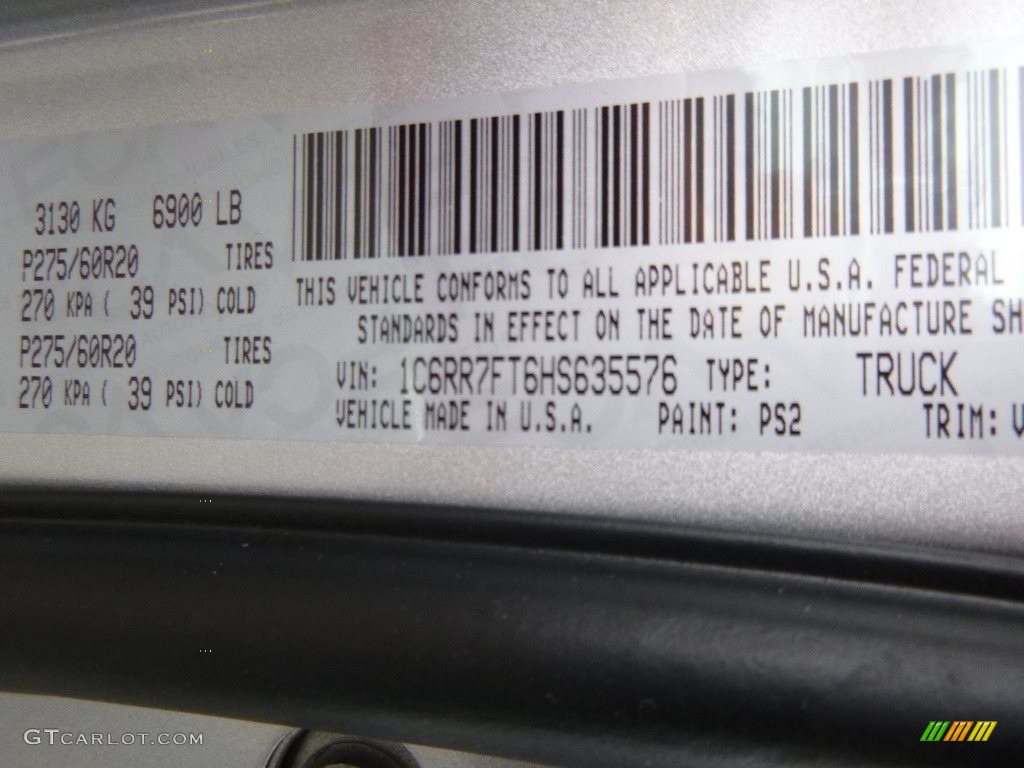 3130 KG 6900 LB
P275/60R20 TIRES
270 KPA ( 39 PSI) COLD
P275/60R20 TIRES
270 KPA ( 39 PSI) COLD
THIS VEHICLE CONFORMS TO ALL APPLICABLE U.S.A. FEDERAL
STANDARDS IN EFFECT ON THE DATE OF MANUFACTURE SH
VIN: 1C6RR7FT6HS635576 TYPE: TRUCK
VEHICLE MADE IN U.S.A. PAINT: PS2 TRIM: V
GTCARLOT.COM